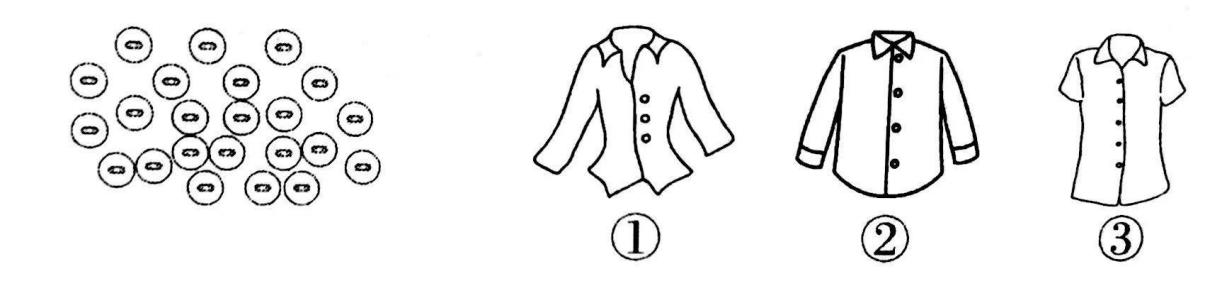 ① ② ③